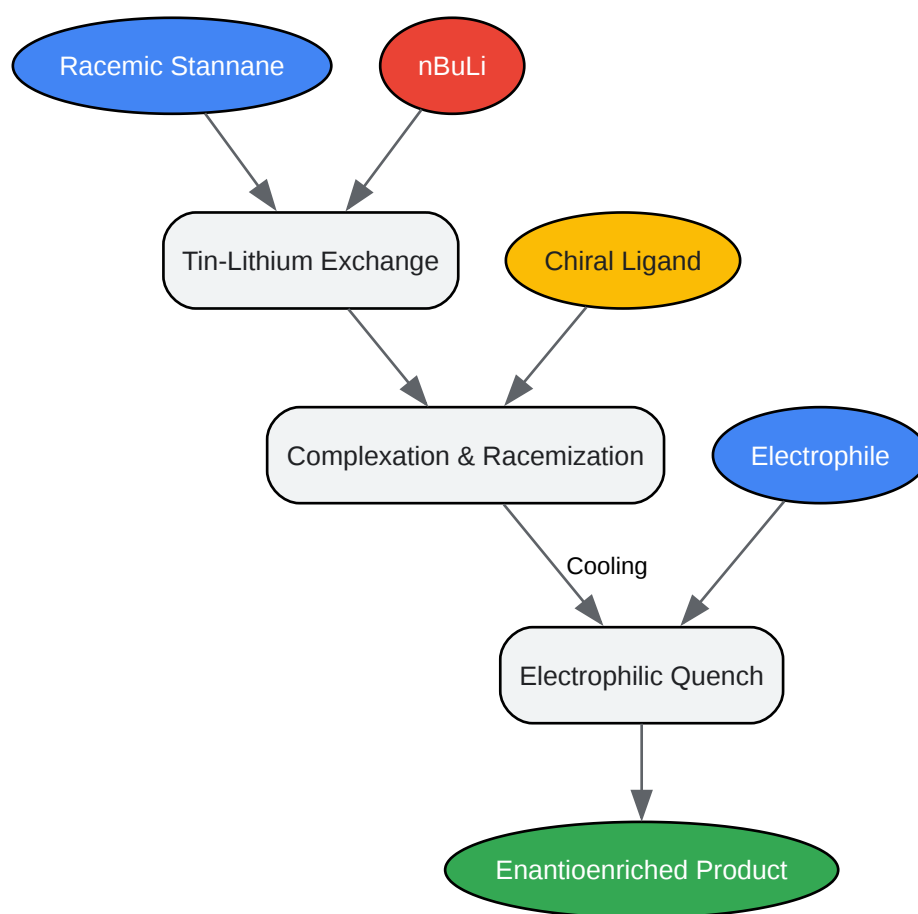 Racemic Stannane
nBuLi
Tin-Lithium Exchange
Chiral Ligand
Complexation & Racemization
Electrophile
Cooling
Electrophilic Quench
Enantioenriched Product